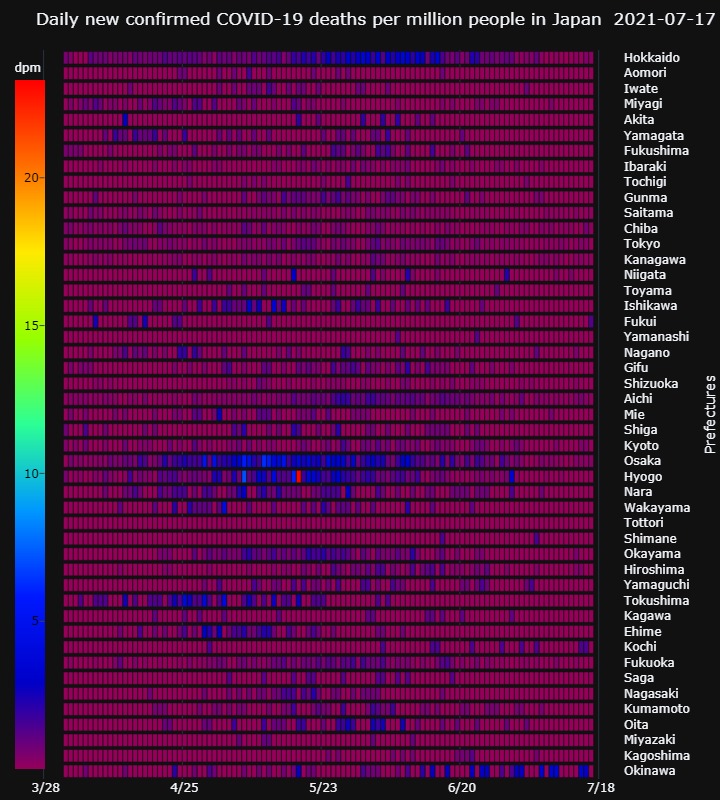 Daily new confirmed COVID-19 deaths per million people in Japan  2021-07-17
dpm
20
15
10
5
Hokkaido
Aomori
Iwate
Miyagi
Akita
Yamagata
Fukushima
Ibaraki
Tochigi
Gunma
Saitama
Chiba
Tokyo
Kanagawa
Niigata
Toyama
Ishikawa
Fukui
Yamanashi
Nagano
Gifu
Shizuoka
Aichi
Mie
Shiga
Kyoto
Osaka
Hyogo
Nara
Wakayama
Tottori
Shimane
Okayama
Hiroshima
Yamaguchi
Tokushima
Kagawa
Ehime
Kochi
Fukuoka
Saga
Nagasaki
Kumamoto
Oita
Miyazaki
Kagoshima
Okinawa
Prefectures
3/28
4/25
5/23
6/20
7/18